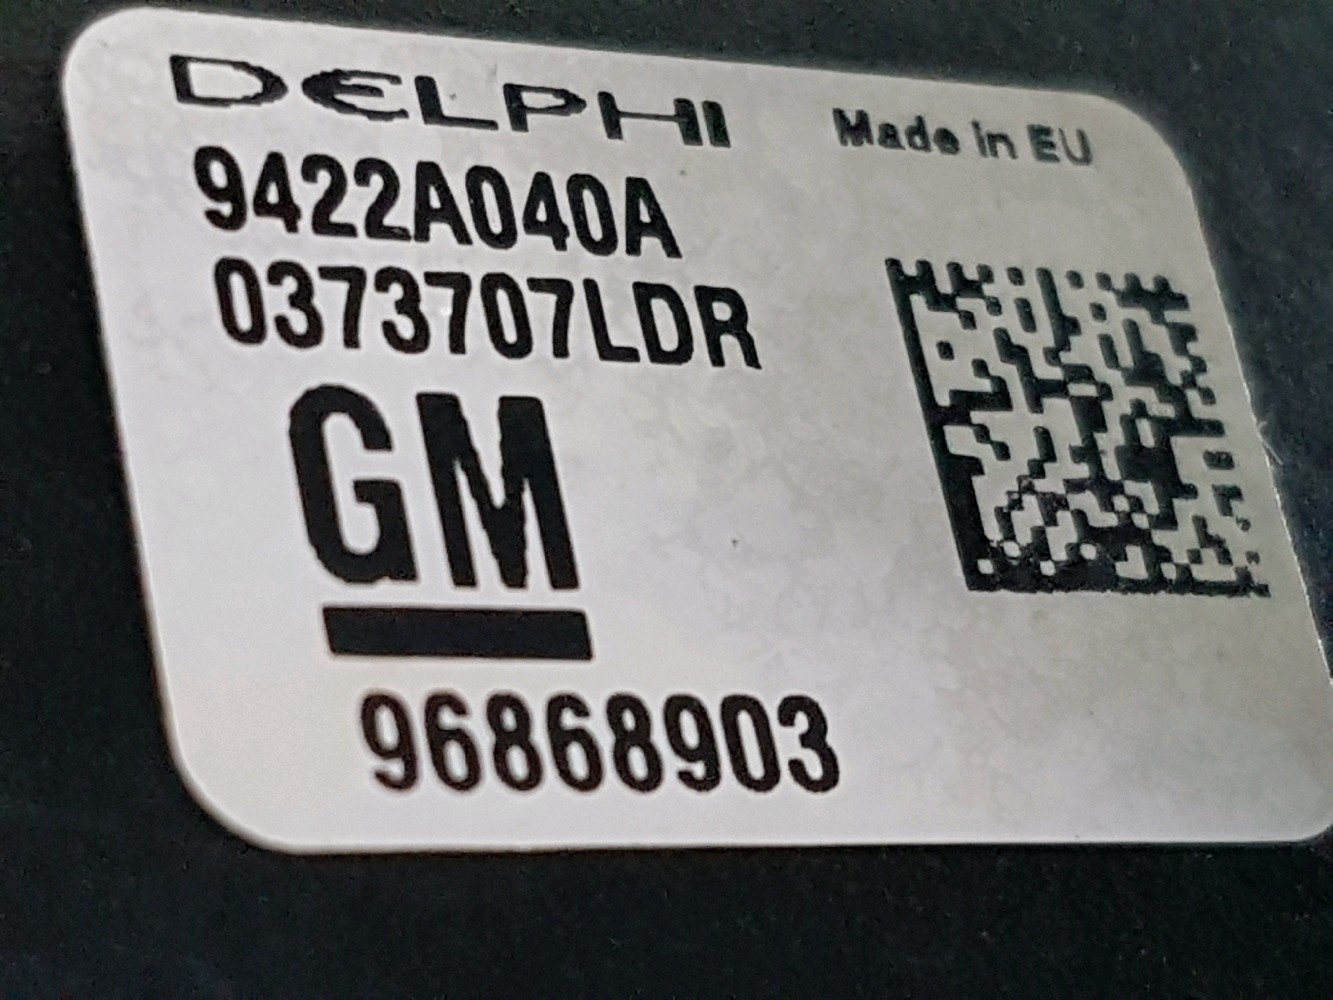 DELPHI
Made in EU
9422A040A
0373707LDR
GM
96868903